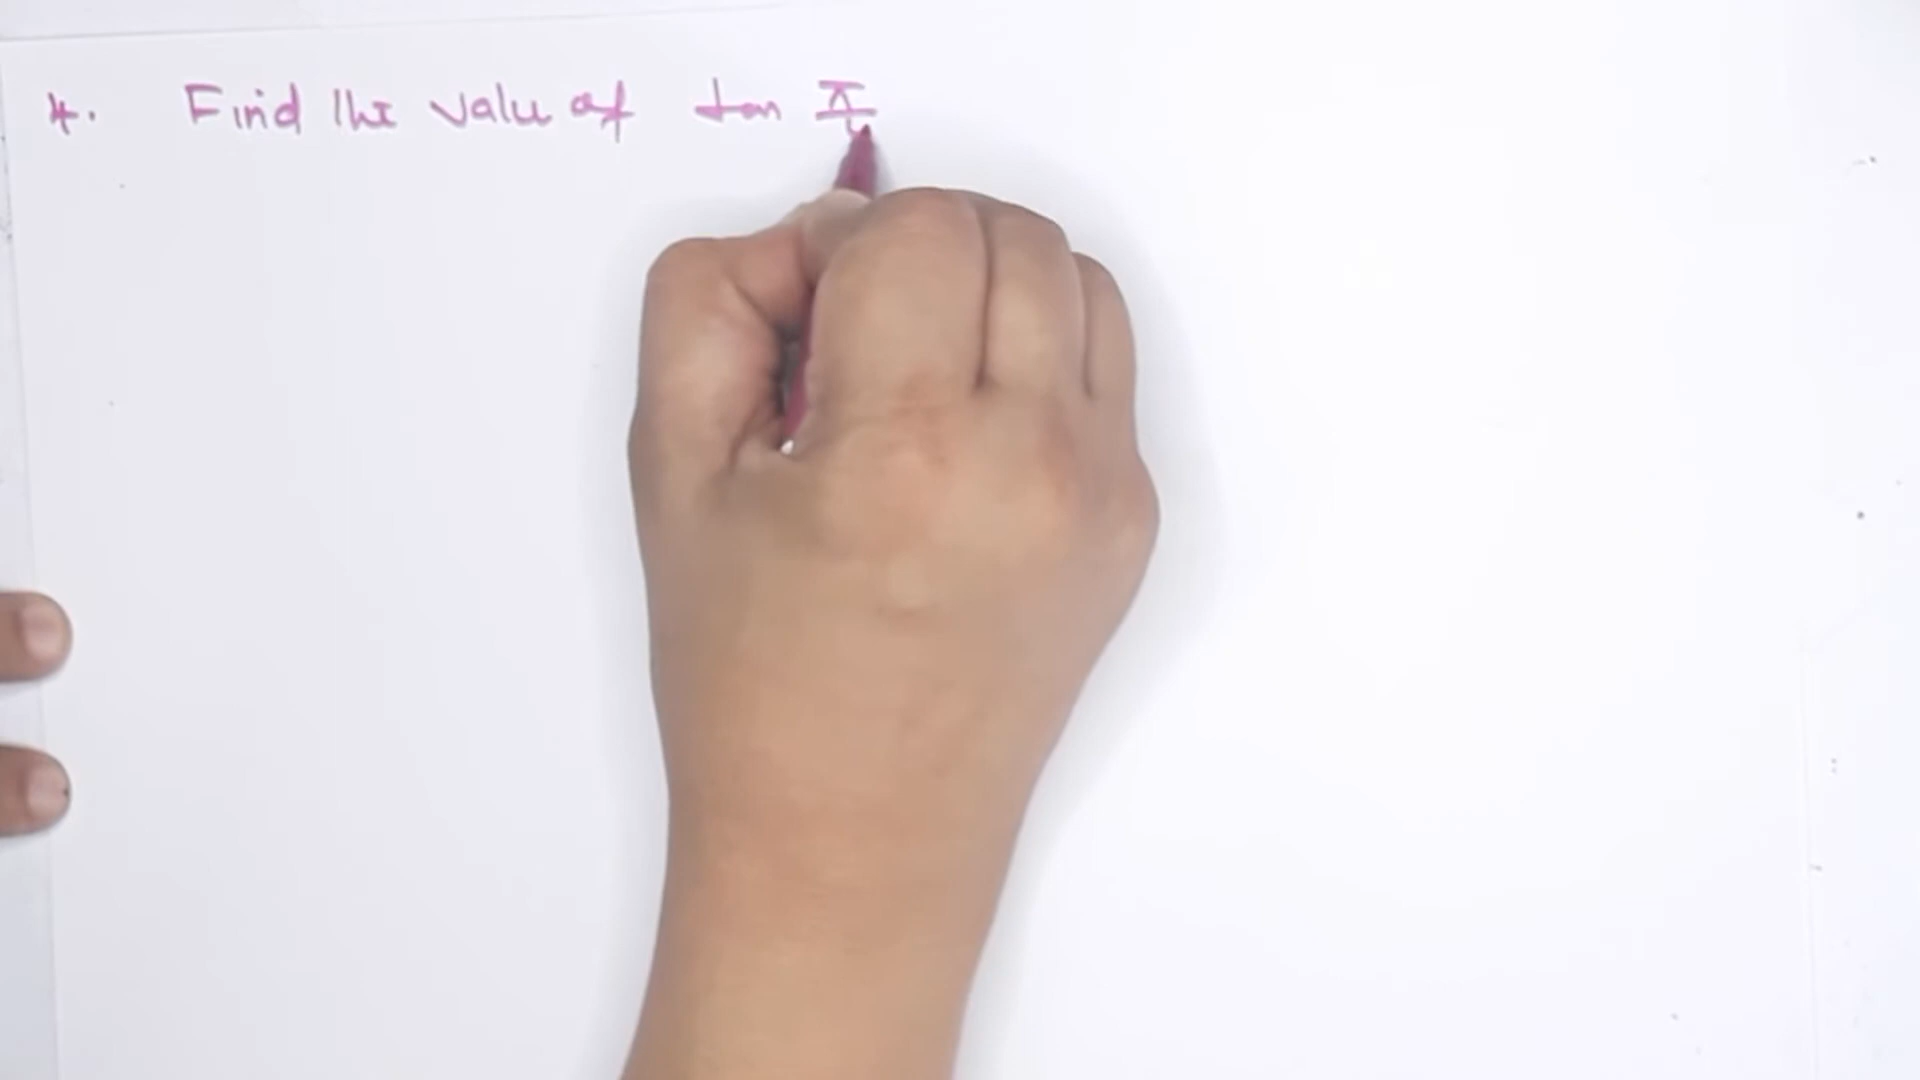 4. Find the value of tan π